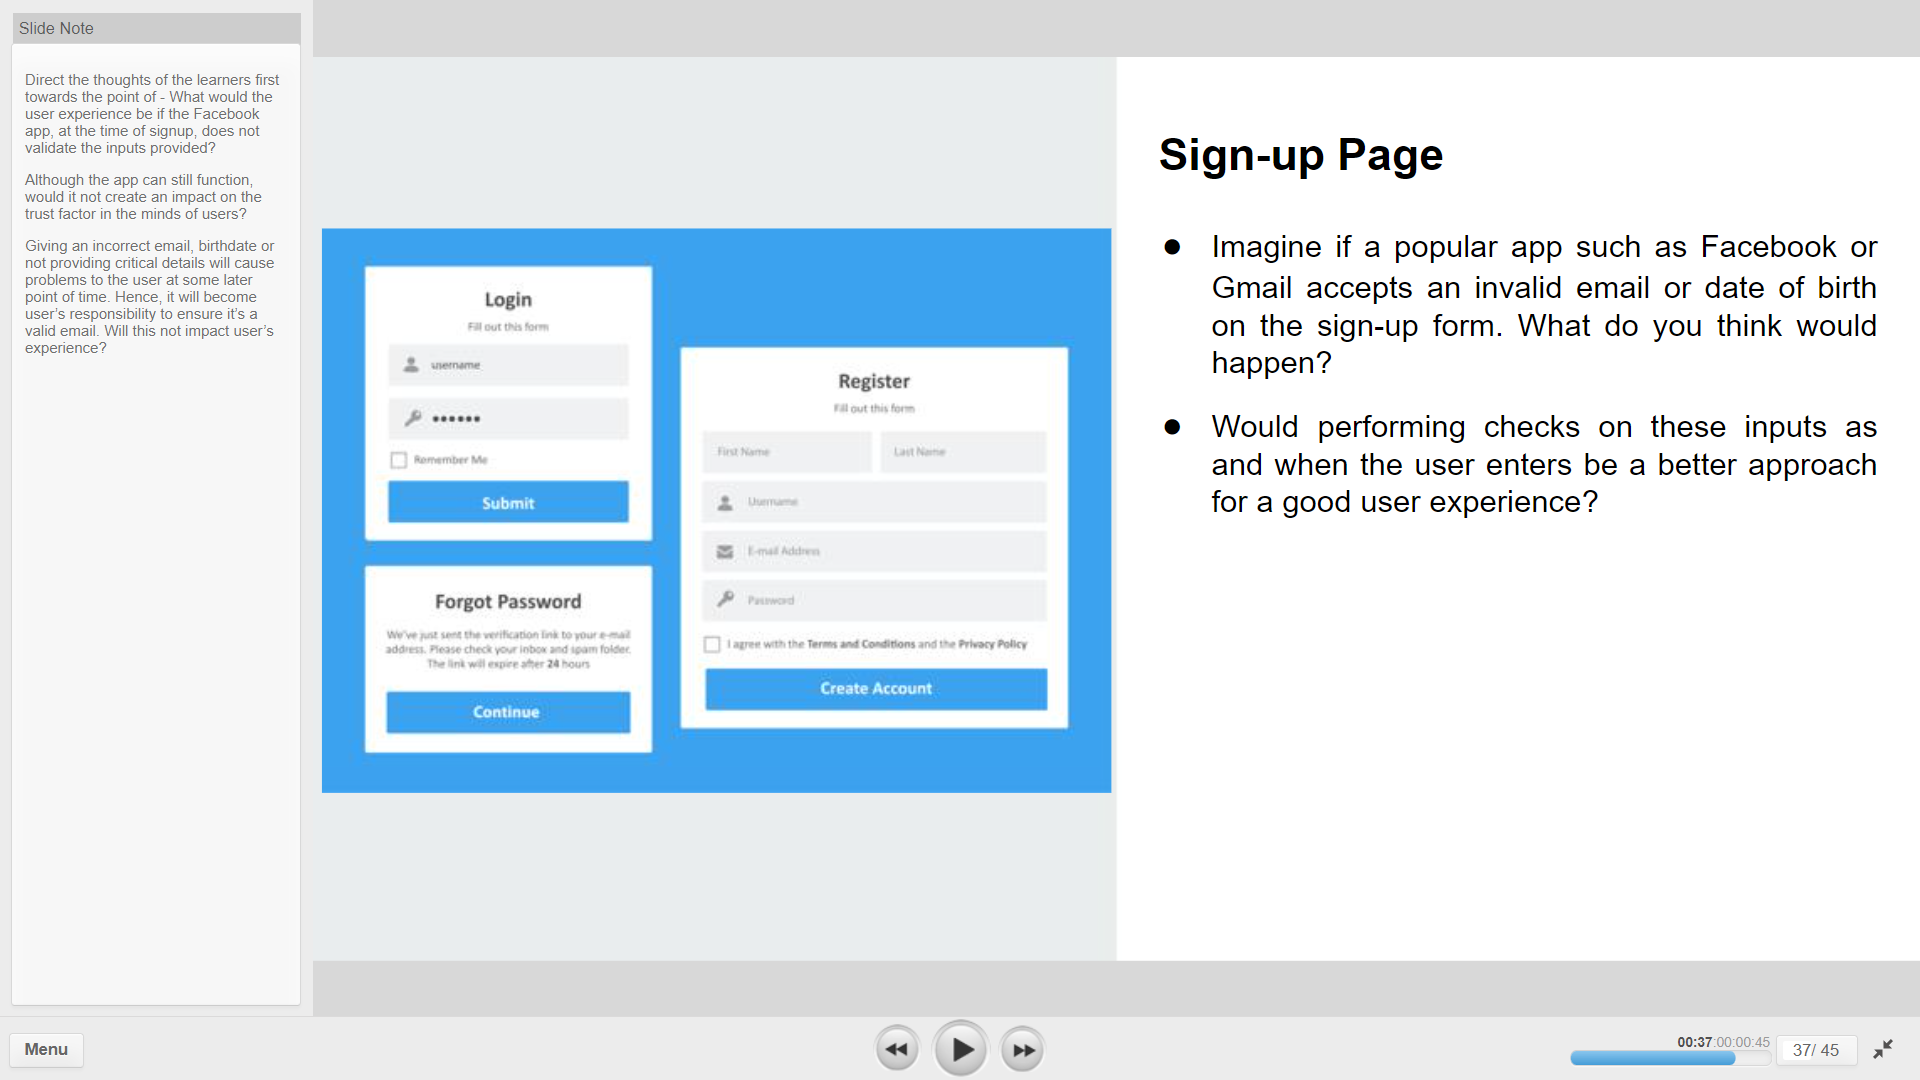 Slide Note
Direct the thoughts of the learners first
towards the point of - What would the
user experience be if the Facebook
app, at the time of signup, does not
validate the inputs provided?
Although the app can still function,
would it not create an impact on the
trust factor in the minds of users?
Giving an incorrect email, birthdate or
not providing critical details will cause
problems to the user at some later
point of time. Hence, it will become
user's responsibility to ensure it's a
valid email. Will this not impact user's
experience?
Login
Fill out this form
username
Remember Me
Submit
Forgot Password
We've just sent the verification link to your e-mail
address. Please check your inbox and spam folder.
The link will expire after 24 hours
Continue
Register
Fill out this form
First Name
Last Name
Username
E-mail Address
Password
I agree with the Terms and Conditions and the Privacy Policy
Create Account
Sign-up Page
● Imagine if a popular app such as Facebook or
Gmail accepts an invalid email or date of birth
on the sign-up form. What do you think would
happen?
● Would performing checks on these inputs as
and when the user enters be a better approach
for a good user experience?
Menu
00:37:00:00:45
37/ 45